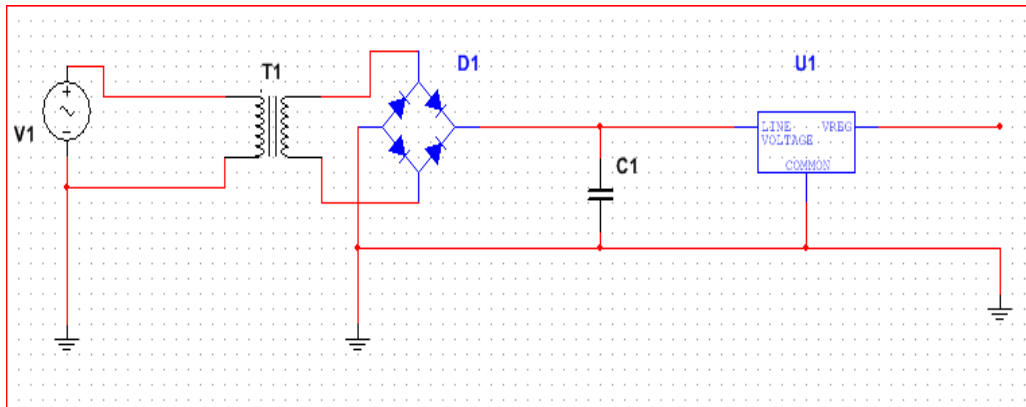 T1
D1
U1
V1
LINE VREG
VOLTAGE
COMMON
C1